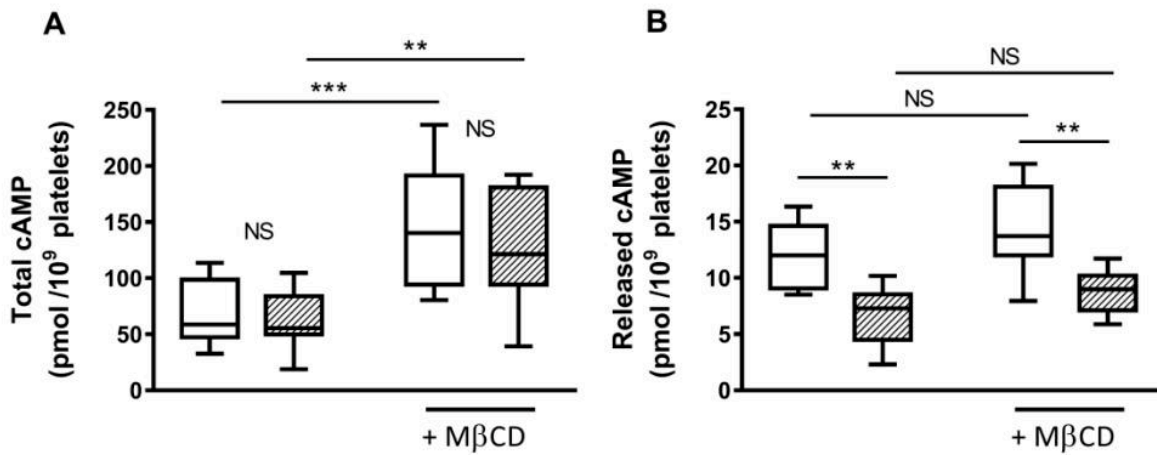 A
Total cAMP
(pmol /10⁹ platelets)
250
200
150
100
50
0
**
***
NS
NS
+ MβCD
B
Released cAMP
(pmol /10⁹ platelets)
25
20
15
10
5
0
NS
NS
**
**
+ MβCD